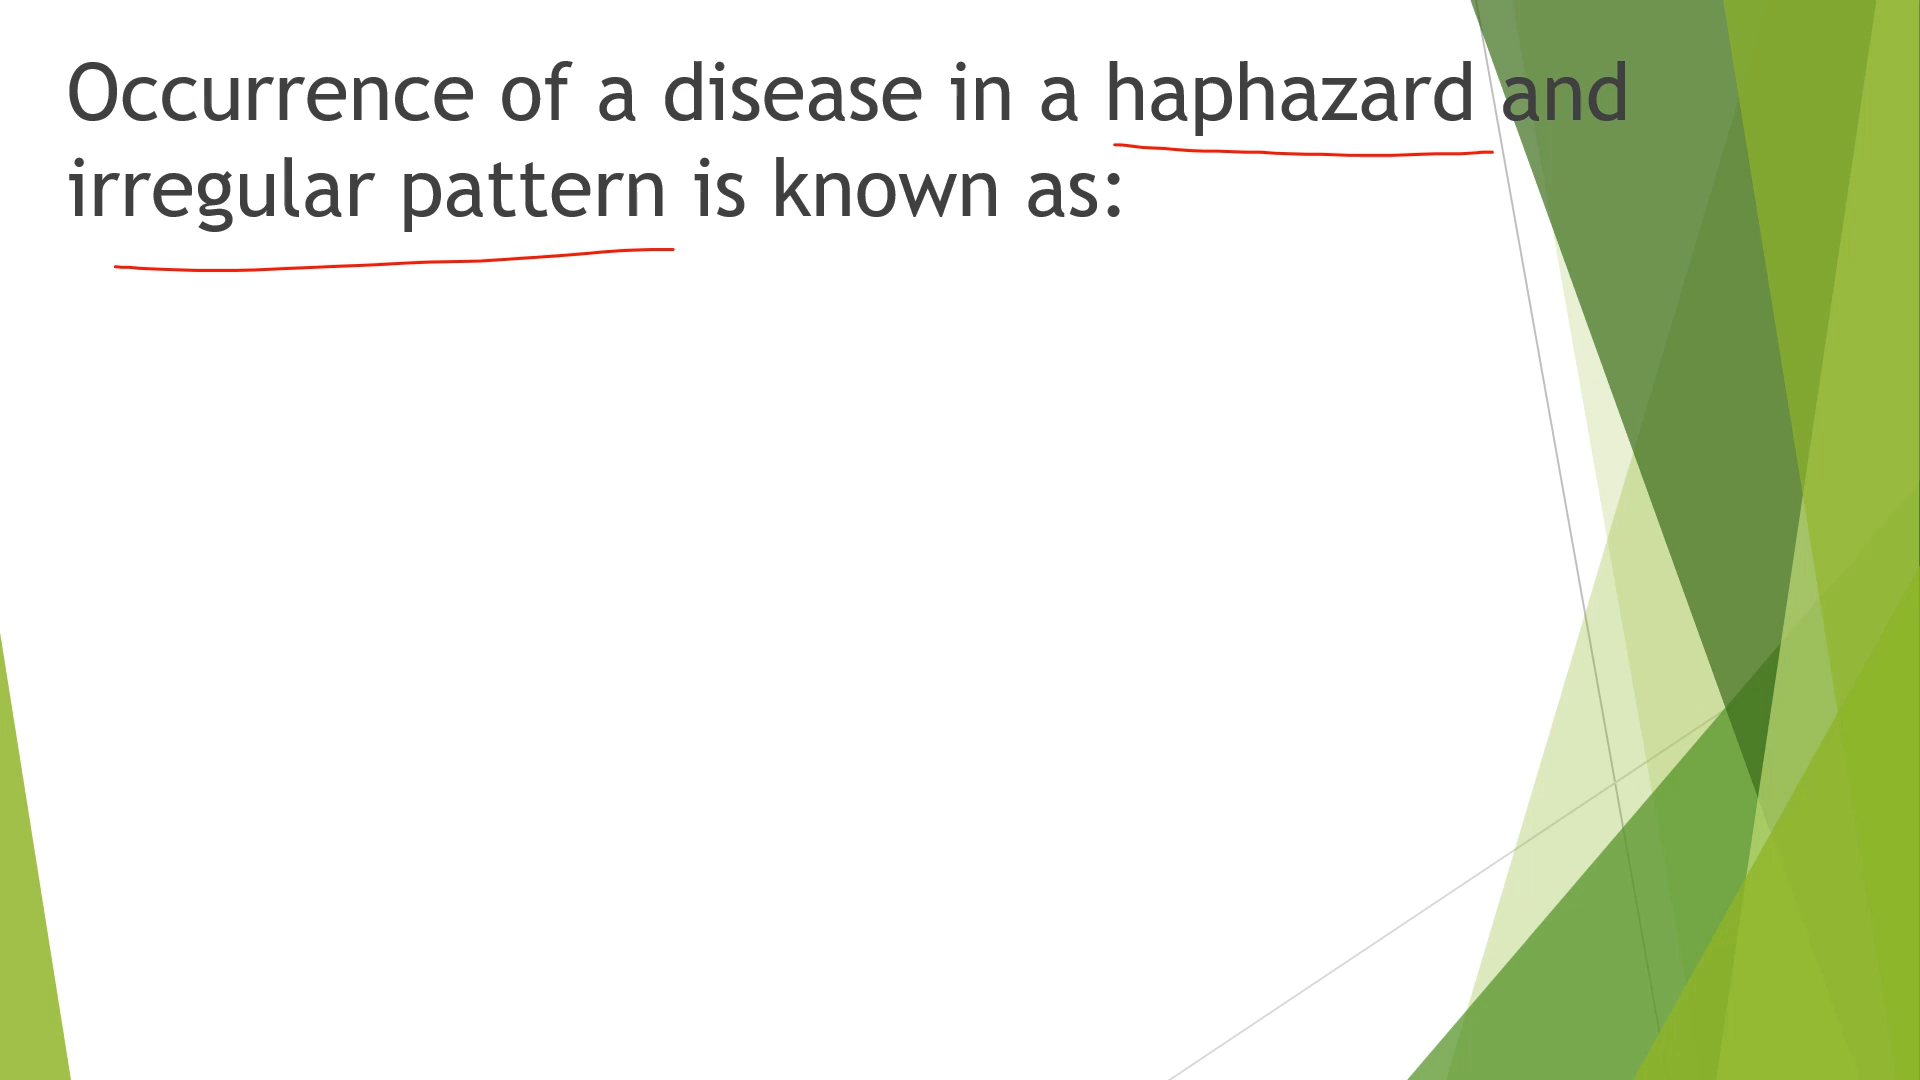 Occurrence of a disease in a haphazard and
irregular pattern is known as: